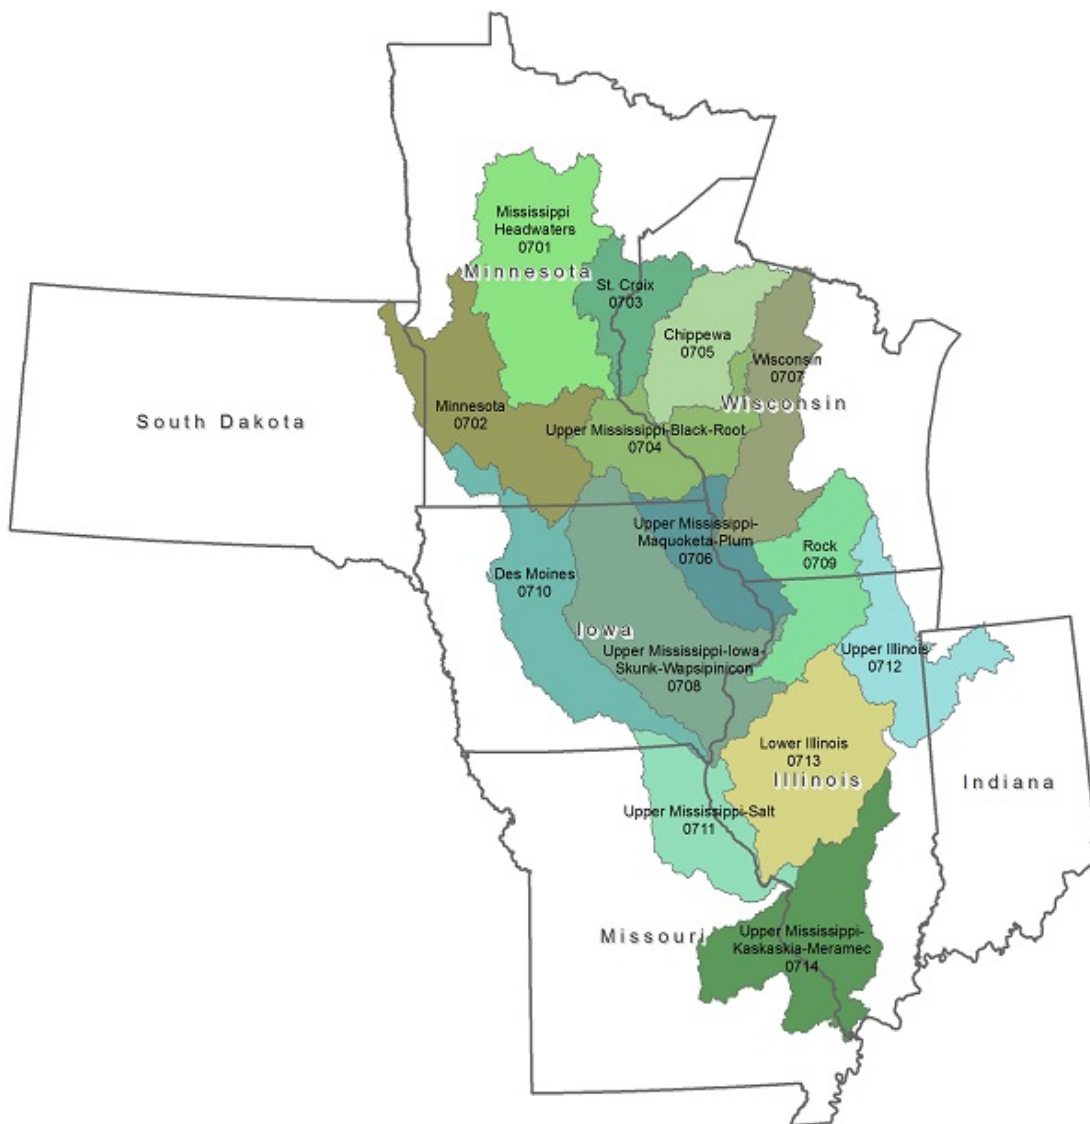 Mississippi
Headwaters
0701
Minnesota
St. Croix
0703
Chippewa
0705
Wisconsin
0707
Wisconsin
South Dakota
Minnesota
0702
Upper Mississippi-Black-Root
0704
Upper Mississippi-
Maquoketa-Plum
0706
Rock
0709
Des Moines
0710
Iowa
Upper Mississippi-Iowa-
Skunk-Wapsipinicon
0708
Upper Illinois
0712
Lower Illinois
0713
Illinois
Indiana
Upper Mississippi-Salt
0711
Missouri
Upper Mississippi-
Kaskaskia-Meramec
0714